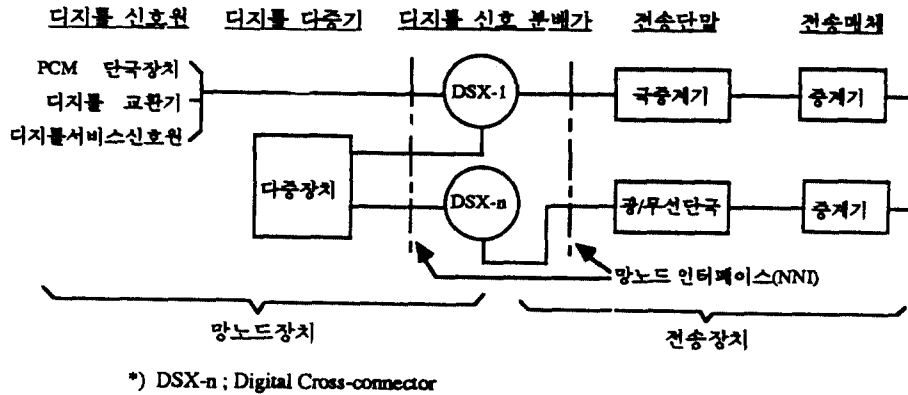 디지틀 신호원 디지틀 다중기 디지틀 신호 분배가 전송단말 전송매체
PCM 단국장치
디지틀 교환기
디지틀서비스신호원
DSX-1
국중계기
중계기
다중장치
DSX-n
광/무선단국
중계기
망노드 인터페이스(NNI)
망노드장치
전송장치
*) DSX-n ; Digital Cross-connector